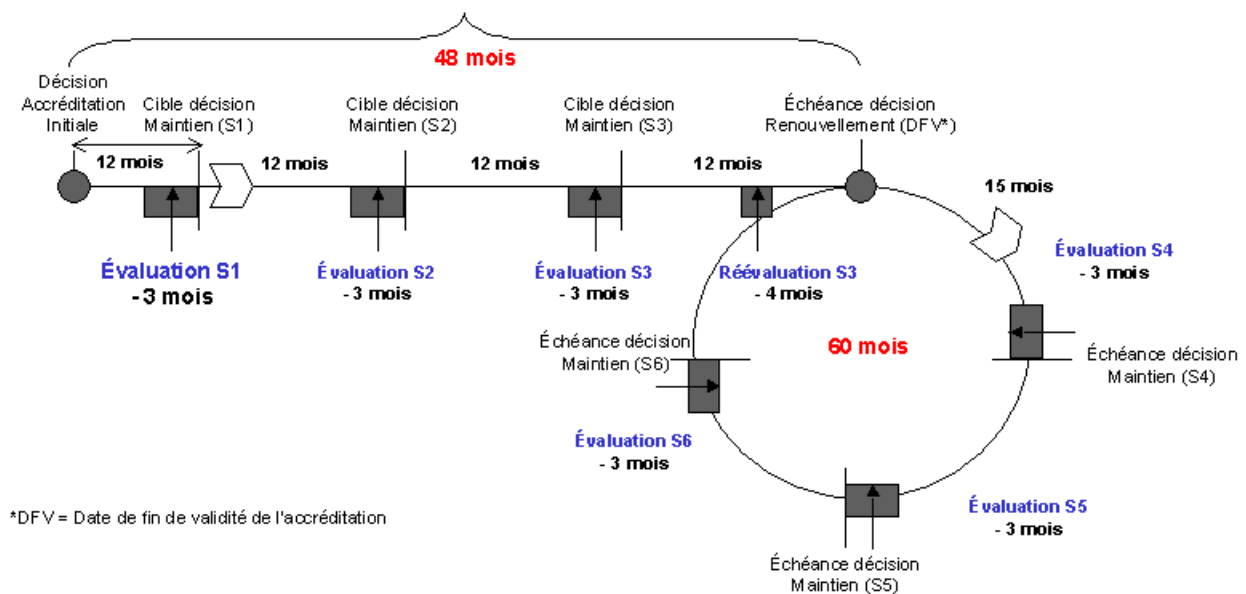 48 mois
Décision
Accréditation
Initiale
Cible décision
Maintien (S1)
Cible décision
Maintien (S2)
Cible décision
Maintien (S3)
Échéance décision
Renouvellement (DFV*)
12 mois
12 mois
12 mois
12 mois
15 mois
Évaluation S1
- 3 mois
Évaluation S2
- 3 mois
Évaluation S3
- 3 mois
Réévaluation S3
- 4 mois
Évaluation S4
- 3 mois
60 mois
Échéance décision
Maintien (S6)
Échéance décision
Maintien (S4)
Évaluation S6
- 3 mois
Évaluation S5
- 3 mois
*DFV = Date de fin de validité de l'accréditation
Échéance décision
Maintien (S5)